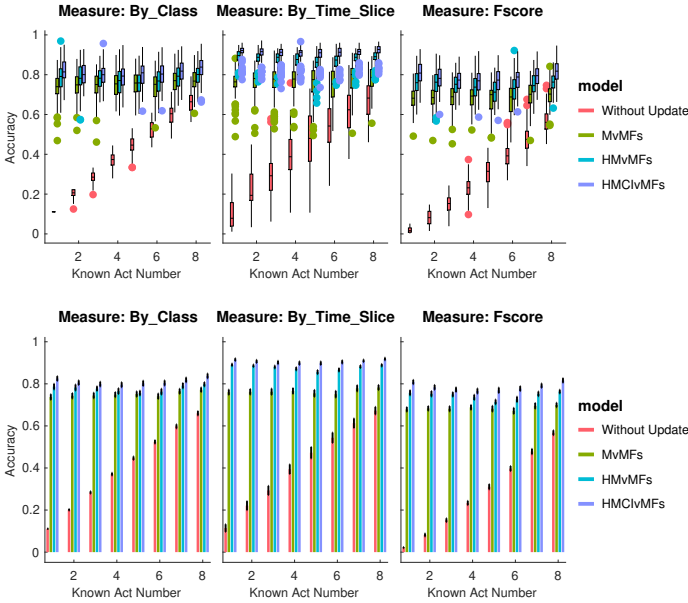 Measure: By_Class Measure: By_Time_Slice Measure: Fscore
1
0.8
0.6
0.4
0.2
0
Accuracy
2 4 6 8 2 4 6 8 2 4 6 8
Known Act Number Known Act Number Known Act Number
model
Without Update
MvMFs
HMvMFs
HMCIvMFs
Measure: By_Class Measure: By_Time_Slice Measure: Fscore
1
0.8
0.6
0.4
0.2
0
Accuracy
2 4 6 8 2 4 6 8 2 4 6 8
Known Act Number Known Act Number Known Act Number
model
Without Update
MvMFs
HMvMFs
HMCIvMFs